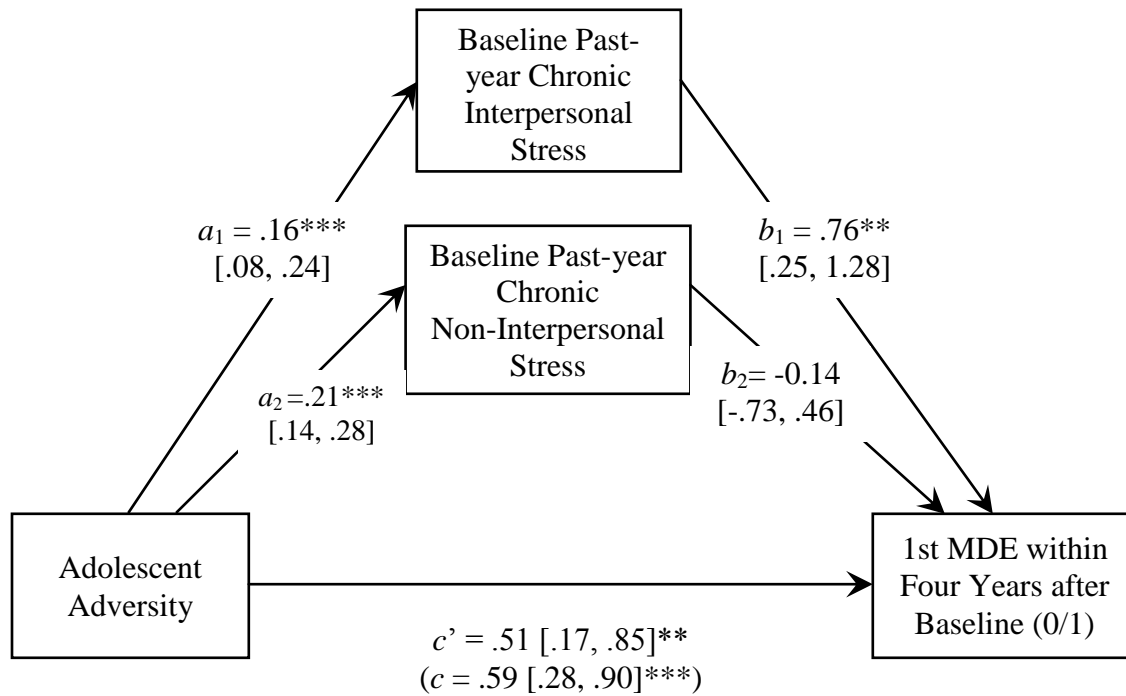 Baseline Past-
year Chronic
Interpersonal
Stress
a1 = .16***
[.08, .24]
b1 = .76**
[.25, 1.28]
Baseline Past-year
Chronic
Non-Interpersonal
Stress
a2 =.21***
[.14, .28]
b2= -0.14
[-.73, .46]
Adolescent
Adversity
1st MDE within
Four Years after
Baseline (0/1)
c’ = .51 [.17, .85]**
(c = .59 [.28, .90]***)